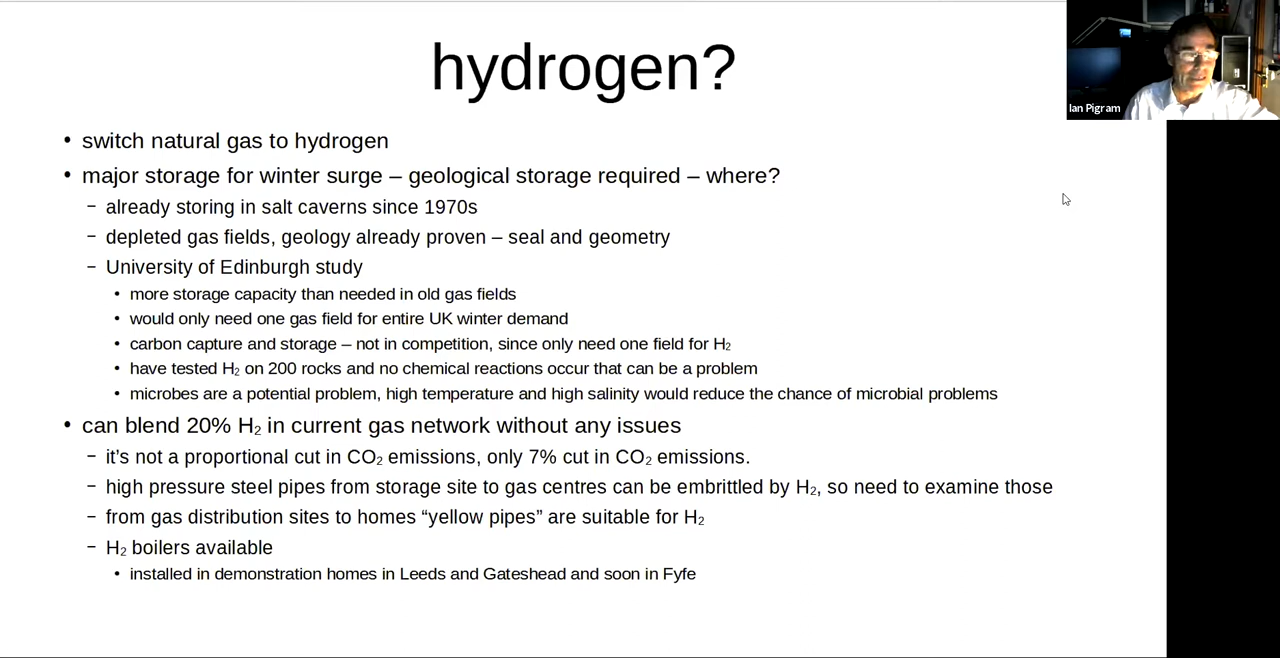 hydrogen?
Ian Pigram
• switch natural gas to hydrogen
• major storage for winter surge – geological storage required – where?
– already storing in salt caverns since 1970s
– depleted gas fields, geology already proven – seal and geometry
– University of Edinburgh study
• more storage capacity than needed in old gas fields
• would only need one gas field for entire UK winter demand
• carbon capture and storage – not in competition, since only need one field for H₂
• have tested H₂ on 200 rocks and no chemical reactions occur that can be a problem
• microbes are a potential problem, high temperature and high salinity would reduce the chance of microbial problems
• can blend 20% H₂ in current gas network without any issues
– it’s not a proportional cut in CO₂ emissions, only 7% cut in CO₂ emissions.
– high pressure steel pipes from storage site to gas centres can be embrittled by H₂, so need to examine those
– from gas distribution sites to homes “yellow pipes” are suitable for H₂
– H₂ boilers available
• installed in demonstration homes in Leeds and Gateshead and soon in Fyfe